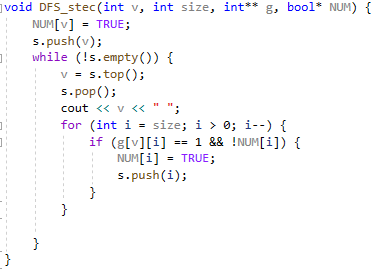 void DFS_stec(int v, int size, int** g, bool* NUM) {
NUM[v] = TRUE;
s.push(v);
while (!s.empty()) {
v = s.top();
s.pop();
cout << v << " ";
for (int i = size; i > 0; i--) {
if (g[v][i] == 1 && !NUM[i]) {
NUM[i] = TRUE;
s.push(i);
}
}
}
}